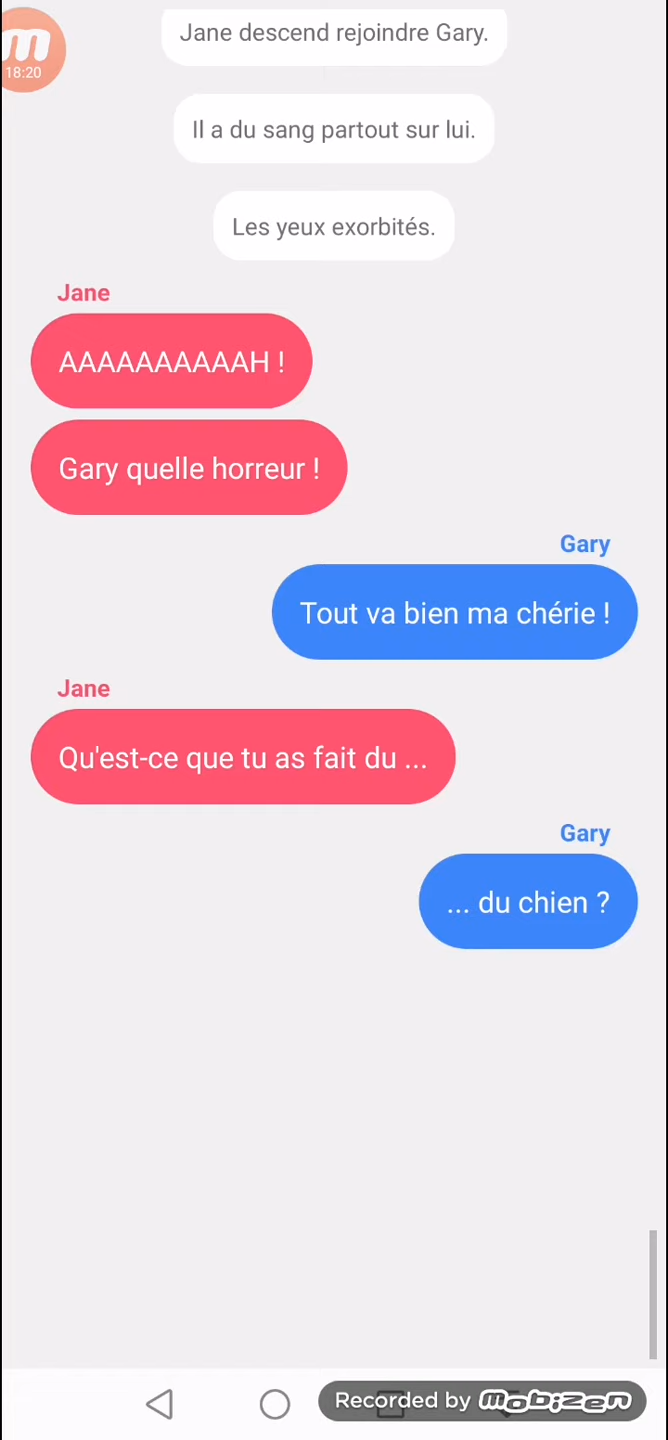 Jane descend rejoindre Gary.
m
18:20
Il a du sang partout sur lui.
Les yeux exorbités.
Jane
AAAAAAAAAAH !
Gary quelle horreur !
Gary
Tout va bien ma chérie !
Jane
Qu'est-ce que tu as fait du ...
Gary
... du chien ?
Recorded by mobizen